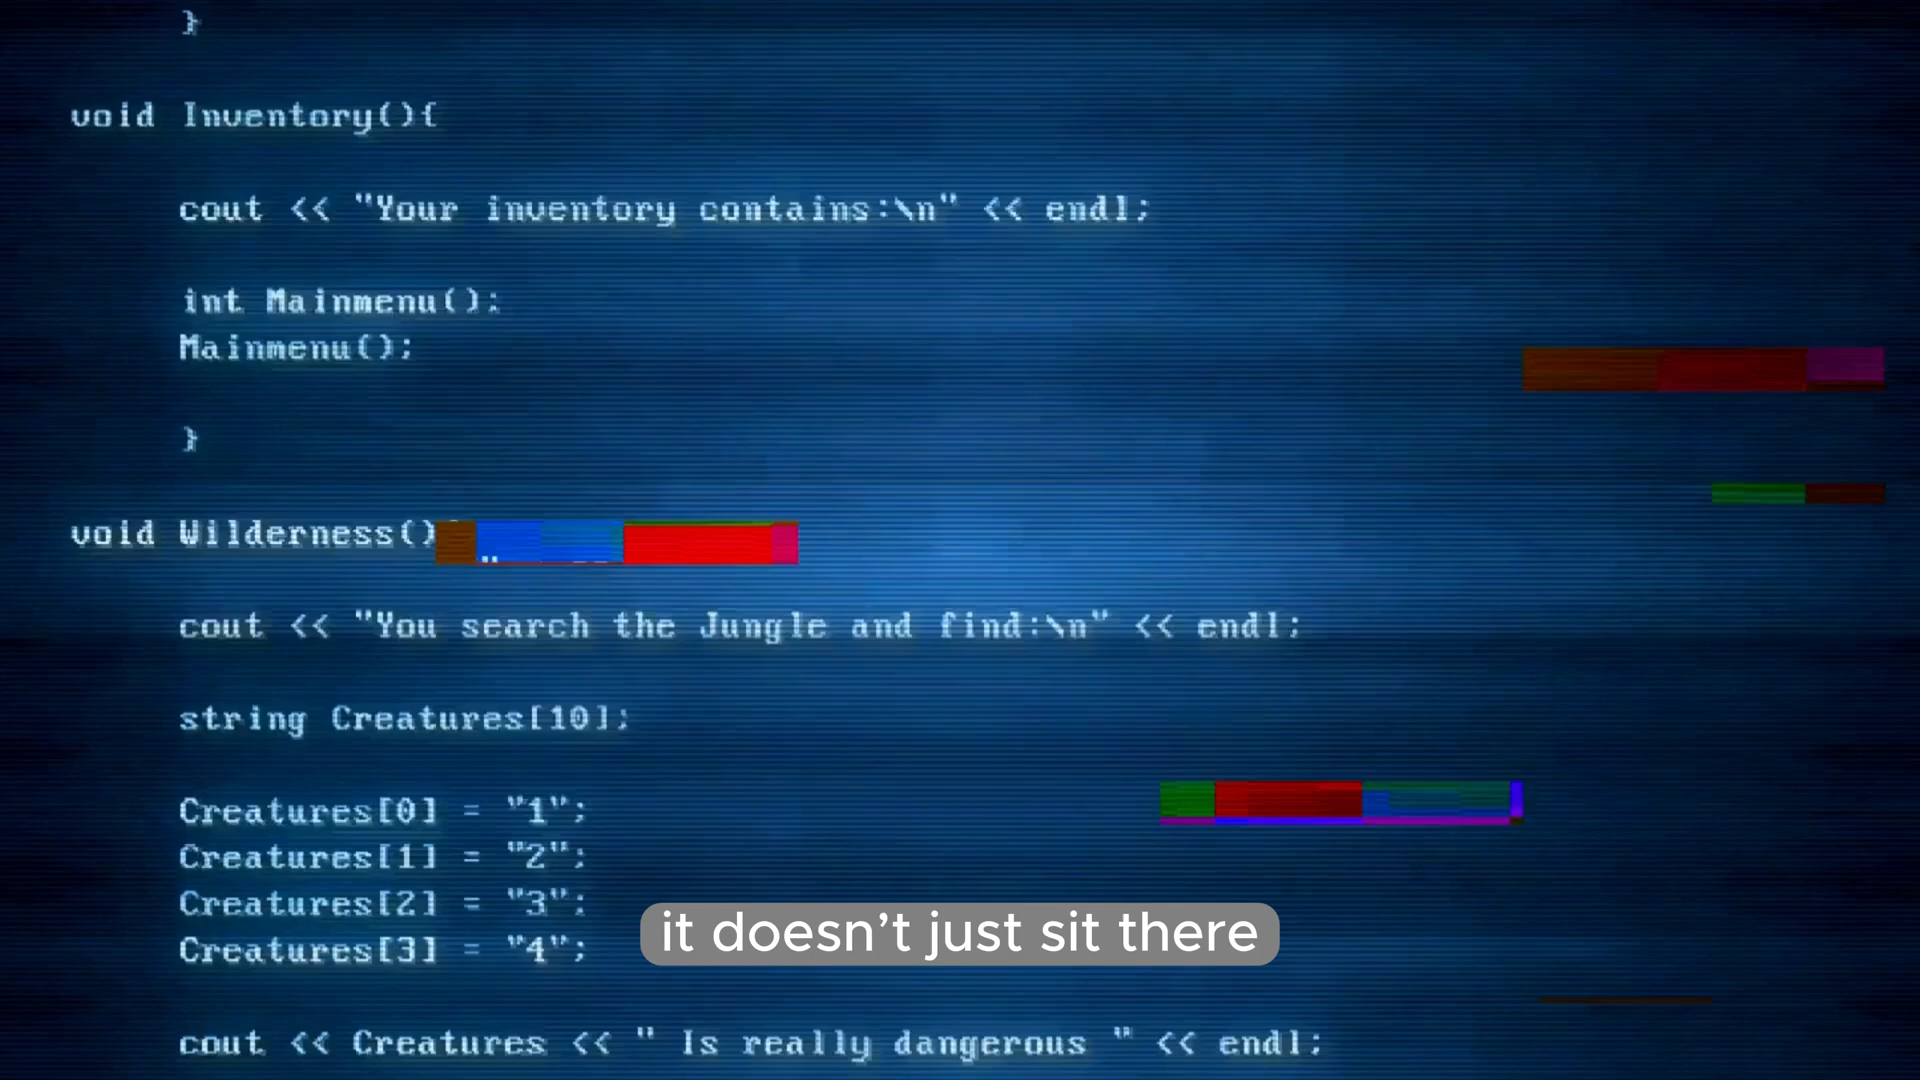 }
void Inventory(){
cout << "Your inventory contains:\n" << endl;
int Mainmenu();
Mainmenu();
}
void Wilderness()
cout << "You search the Jungle and find:\n" << endl;
string Creatures[10];
Creatures[0] = "1";
Creatures[1] = "2";
Creatures[2] = "3";
Creatures[3] = "4";
it doesn't just sit there
cout << Creatures << " Is really dangerous " << endl;